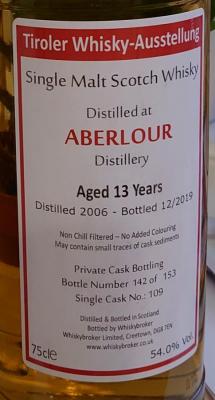 Tiroler Whisky-Ausstellung
Single Malt Scotch Whisky
Distilled at
ABERLOUR
Distillery
Aged 13 Years
Distilled 2006 - Bottled 12/2019
Non Chill Filtered – No Added Colouring
May contain small traces of cask sediments
Private Cask Bottling
Bottle Number 142 of 153
Single Cask No.: 109
Distilled & Bottled in Scotland
Bottled by Whiskybroker
Whiskybroker Limited, Creetown, DG8 7EN
www.whiskybroker.co.uk
75cle
54.0% Vol.